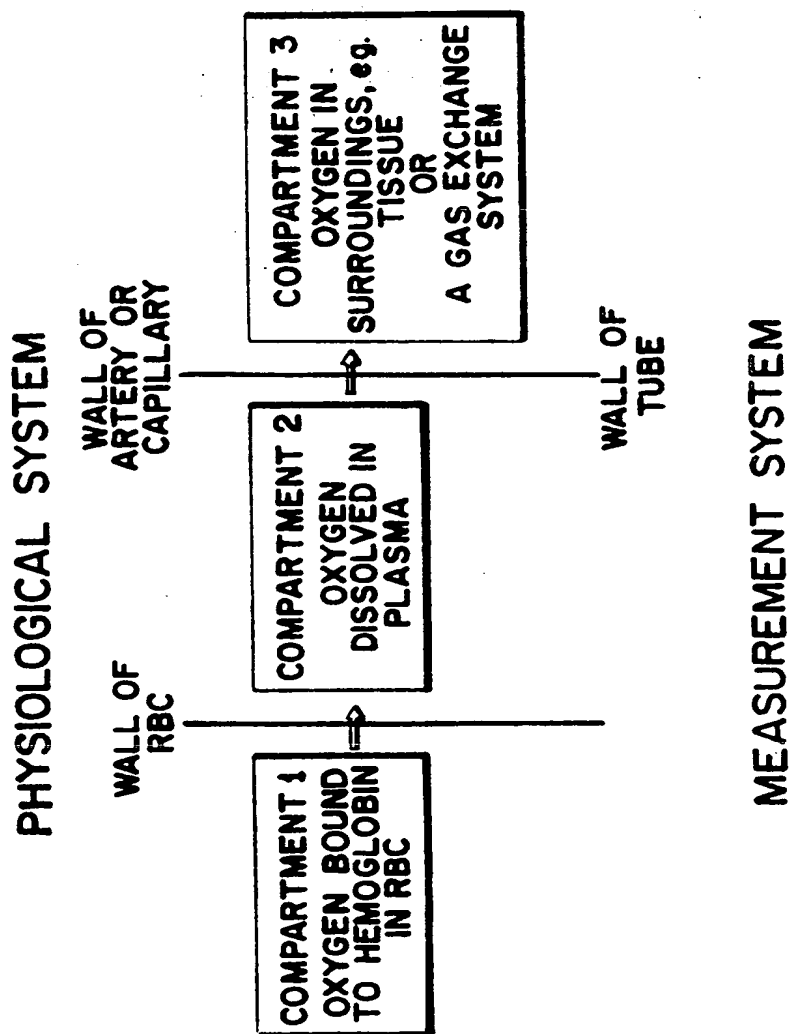 PHYSIOLOGICAL SYSTEM
WALL OF
RBC
WALL OF
ARTERY OR
CAPILLARY
COMPARTMENT 1
OXYGEN BOUND
TO HEMOGLOBIN
IN RBC
COMPARTMENT 2
OXYGEN
DISSOLVED IN
PLASMA
COMPARTMENT 3
OXYGEN IN
SURROUNDINGS, eg.
TISSUE
OR
A GAS EXCHANGE
SYSTEM
WALL OF
TUBE
MEASUREMENT SYSTEM